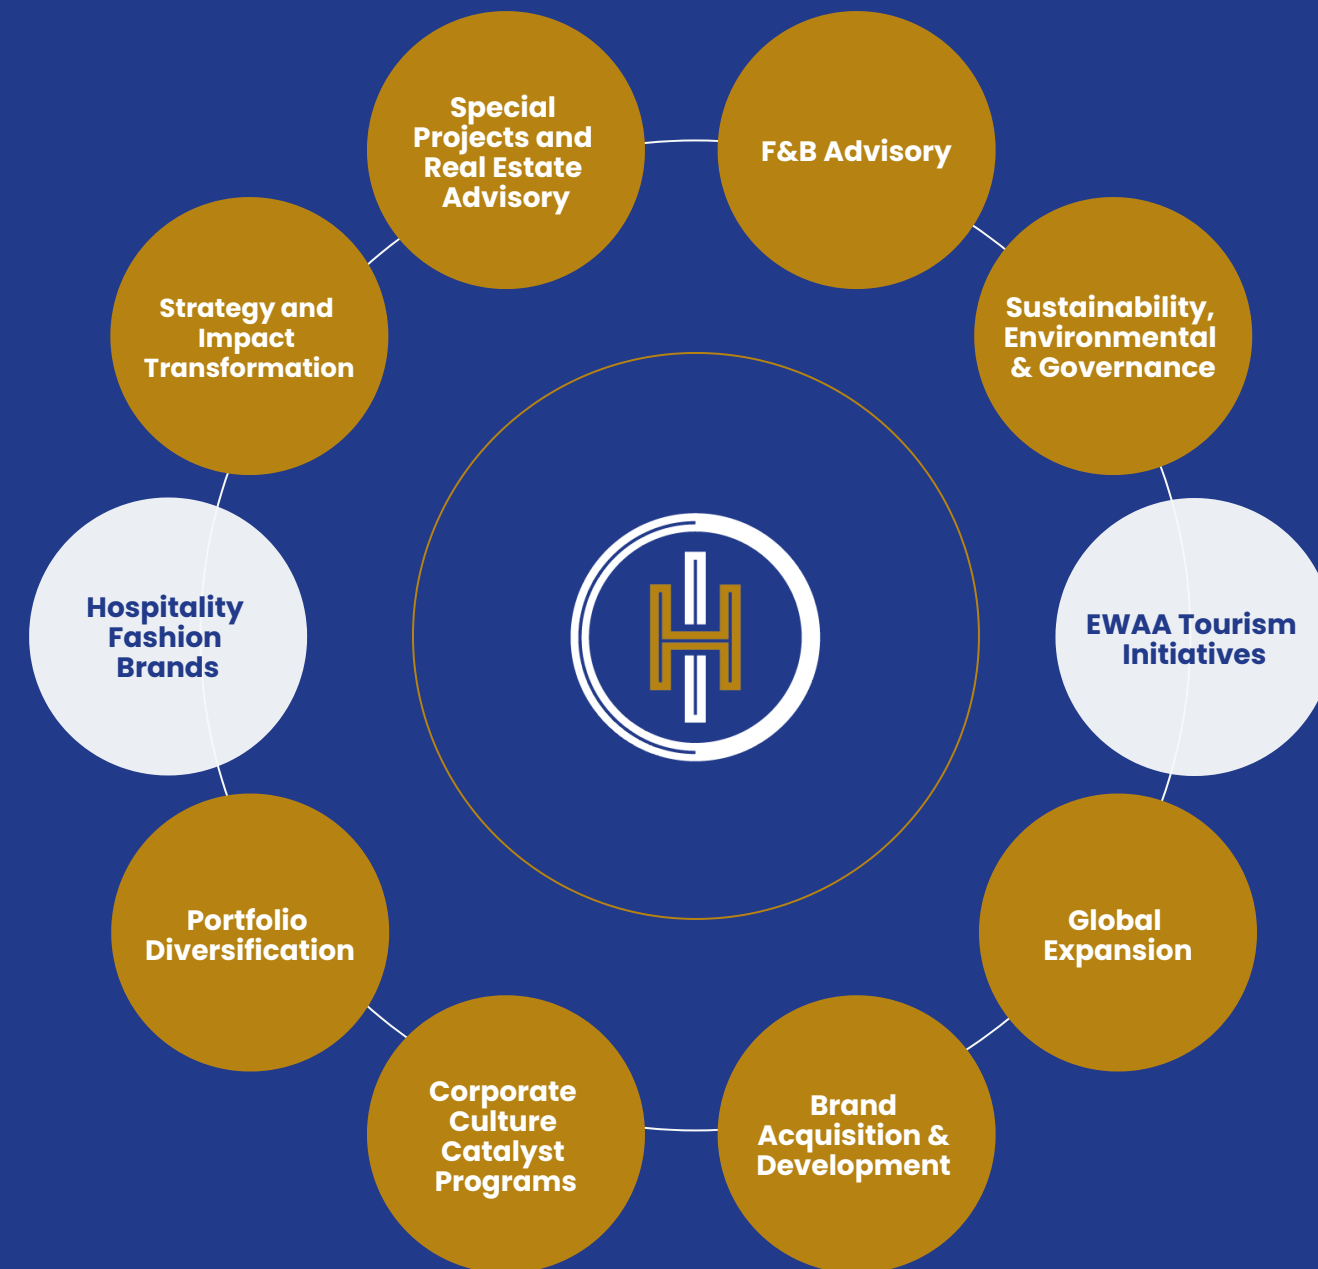 Special
Projects and
Real Estate
Advisory
F&B Advisory
Strategy and
Impact
Transformation
Sustainability,
Environmental
& Governance
Hospitality
Fashion
Brands
EWAA Tourism
Initiatives
Portfolio
Diversification
Global
Expansion
Corporate
Culture
Catalyst
Programs
Brand
Acquisition &
Development